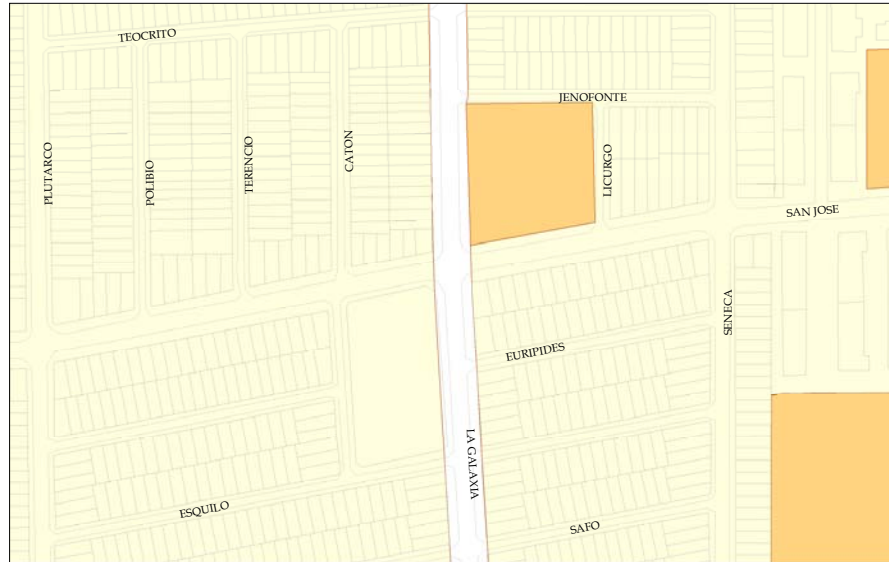 TEOCRITO
JENOFONTE
PLUTARCO
POLIBIO
TERENCIO
CATON
LICURGO
SAN JOSE
SENECA
EURIPIDES
LA GALAXIA
ESQUILO
SAFO